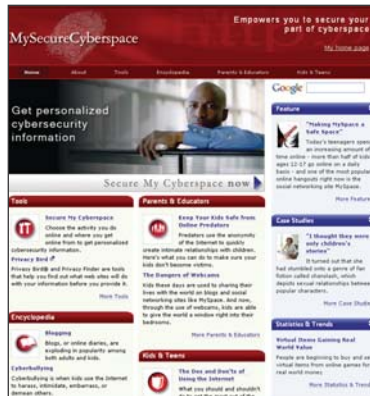 MySecureCyberspace
Empowers you to secure your
part of cyberspace
My home page
Home About Tools Encyclopedia Parents & Educators Kids & Teens
Get personalized
cybersecurity
information
Secure My Cyberspace now
Google
Tools
Secure My Cyberspace
Choose the activity you do
online and where you get
online from to get personalized
cybersecurity information.
Privacy Bird
Privacy Bird® and Privacy Finder are tools
that help you find out what web sites will do
with your information before you provide it.
More Tools
Encyclopedia
Blogging
Blogs, or online diaries, are
exploding in popularity among
both adults and kids.
Cyberbullying
Cyberbullying is when kids use the Internet
to harass, intimidate, embarrass, or
demean others.
Parents & Educators
Keep Your Kids Safe from
Online Predators
Predators use the anonymity
of the Internet to quickly
create intimate relationships with children.
Here's what you can do to make sure your
kids don't become victims.
The Dangers of Webcams
Kids these days are used to sharing their
lives with the world on blogs and social
networking sites like MySpace. And now,
through the use of webcams, kids are able
to give the world a window right into their
bedrooms.
More Parents & Educators
Kids & Teens
The Dos and Don'ts of
Using the Internet
What you should and shouldn't
Feature
"Making MySpace a
Safe Space"
Today's teenagers spend
an increasing amount of
time online - more than half of kids
ages 12-17 go online on a daily
basis - and one of the most popular
online hangouts right now is the
social networking site MySpace.
More Feature
Case Studies
"I thought they were
only children's
stories"
It turned out that she
had stumbled onto a genre of fan
fiction called chanslash, which
depicts sexual relationships between
popular characters.
More Case Studies
Statistics & Trends
Virtual Items Gaining Real
World Value
People are beginning to buy and sell
virtual items from online games for
real world money.
More Statistics & Trends